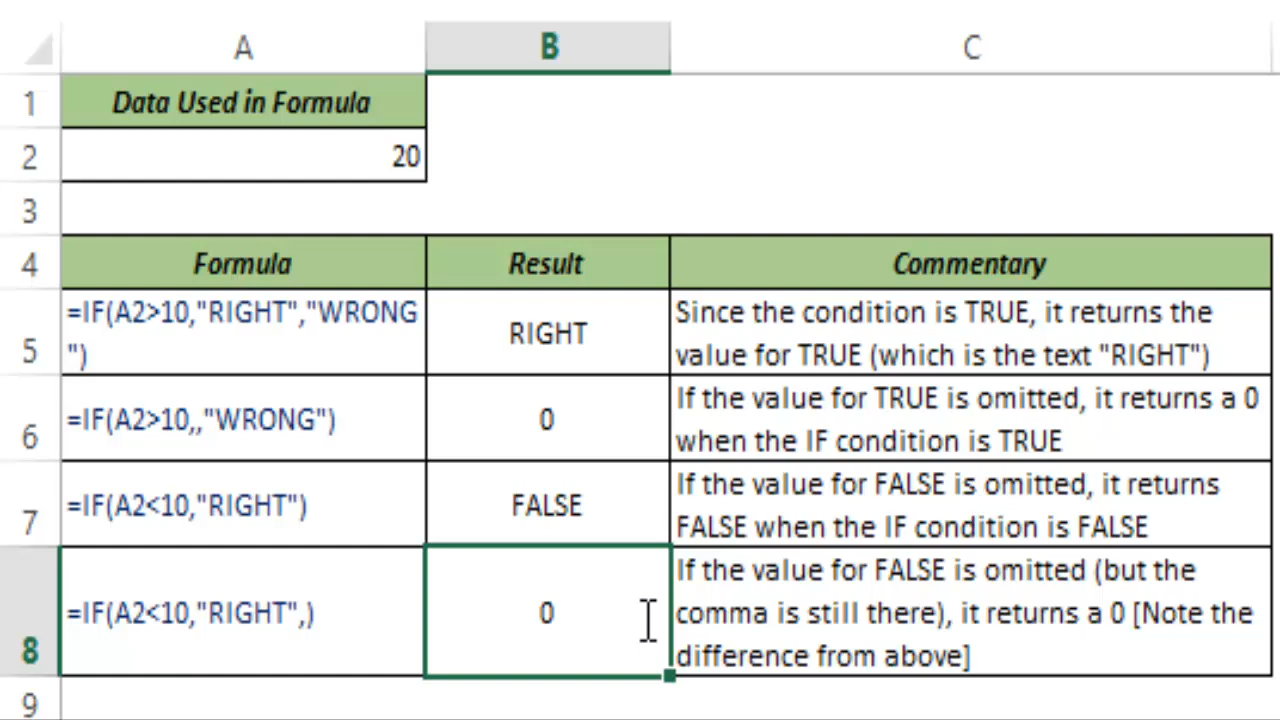 A B C
1 Data Used in Formula
2 20
3
4 Formula Result Commentary
=IF(A2>10,"RIGHT","WRONG
")
5 RIGHT
Since the condition is TRUE, it returns the
value for TRUE (which is the text "RIGHT")
6 =IF(A2>10,,"WRONG") 0
If the value for TRUE is omitted, it returns a 0
when the IF condition is TRUE
7 =IF(A2<10,"RIGHT") FALSE
If the value for FALSE is omitted, it returns
FALSE when the IF condition is FALSE
8 =IF(A2<10,"RIGHT",) 0
If the value for FALSE is omitted (but the
comma is still there), it returns a 0 [Note the
difference from above]
9